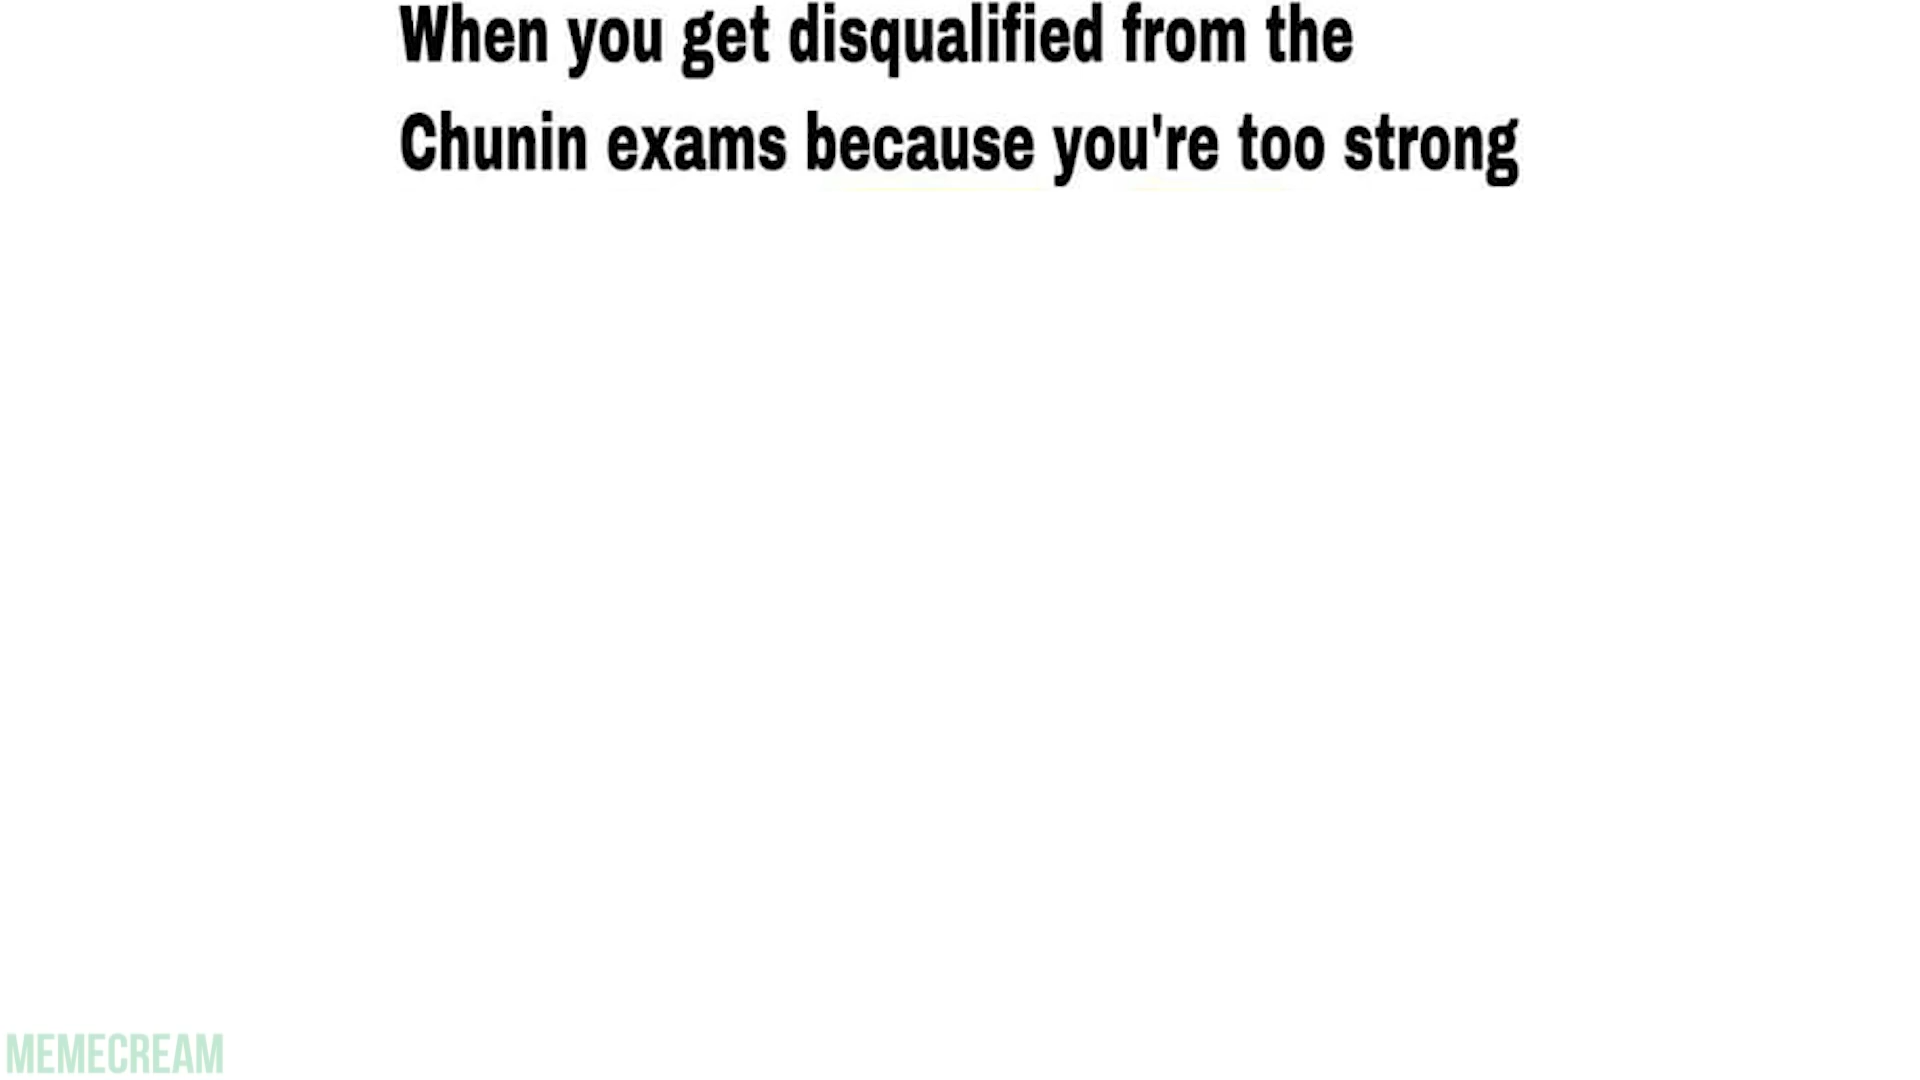 When you get disqualified from the
Chunin exams because you're too strong
MEMECREAM